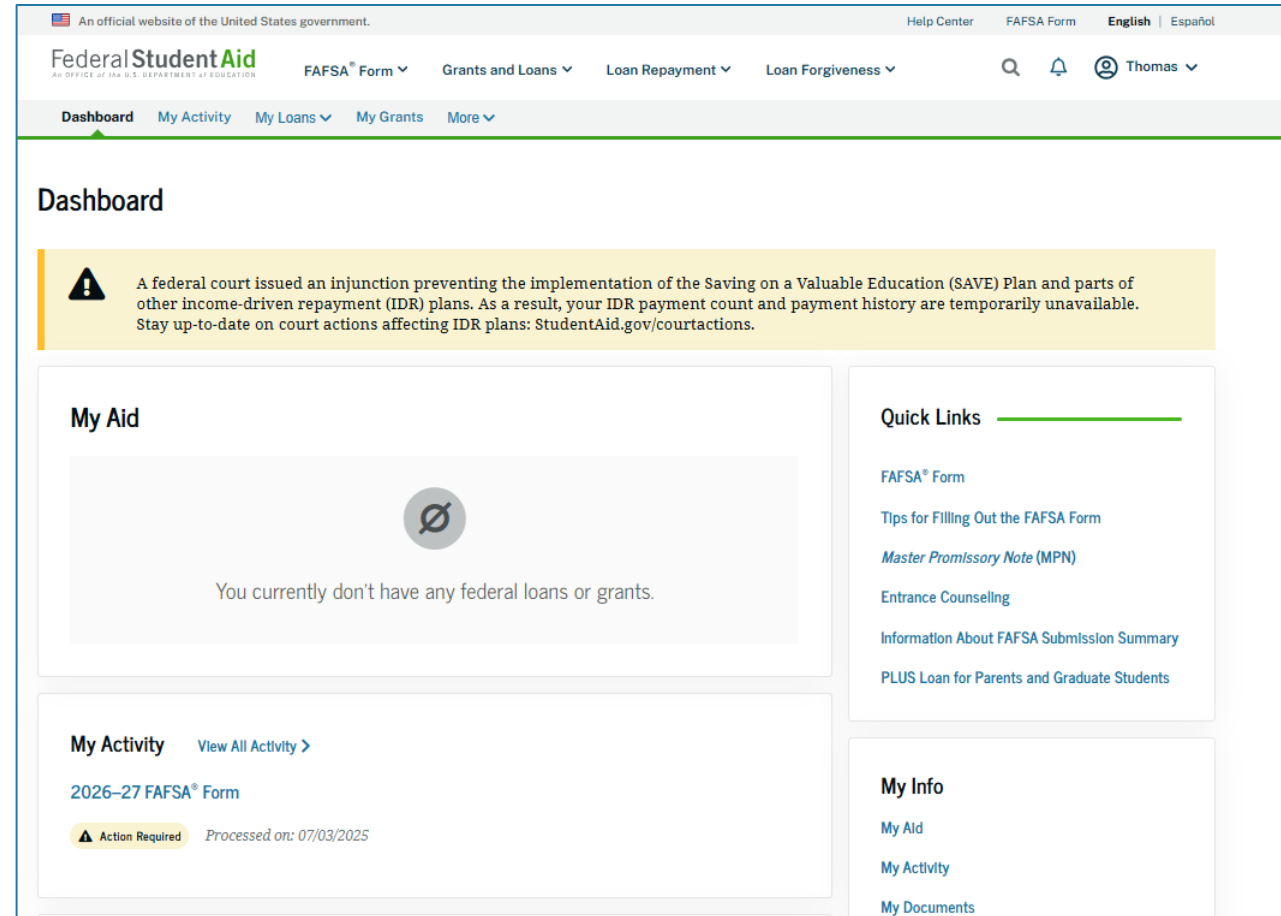 An official website of the United States government.
Help Center FAFSA Form English | Español
Federal Student Aid
An OFFICE of the U.S. DEPARTMENT of EDUCATION
FAFSA® Form Grants and Loans Loan Repayment Loan Forgiveness Thomas
Dashboard My Activity My Loans My Grants More
Dashboard
A federal court issued an injunction preventing the implementation of the Saving on a Valuable Education (SAVE) Plan and parts of
other income-driven repayment (IDR) plans. As a result, your IDR payment count and payment history are temporarily unavailable.
Stay up-to-date on court actions affecting IDR plans: StudentAid.gov/courtactions.
My Aid
You currently don't have any federal loans or grants.
My Activity View All Activity
2026–27 FAFSA® Form
Action Required Processed on: 07/03/2025
Quick Links
FAFSA® Form
Tips for Filling Out the FAFSA Form
Master Promissory Note (MPN)
Entrance Counseling
Information About FAFSA Submission Summary
PLUS Loan for Parents and Graduate Students
My Info
My Aid
My Activity
My Documents